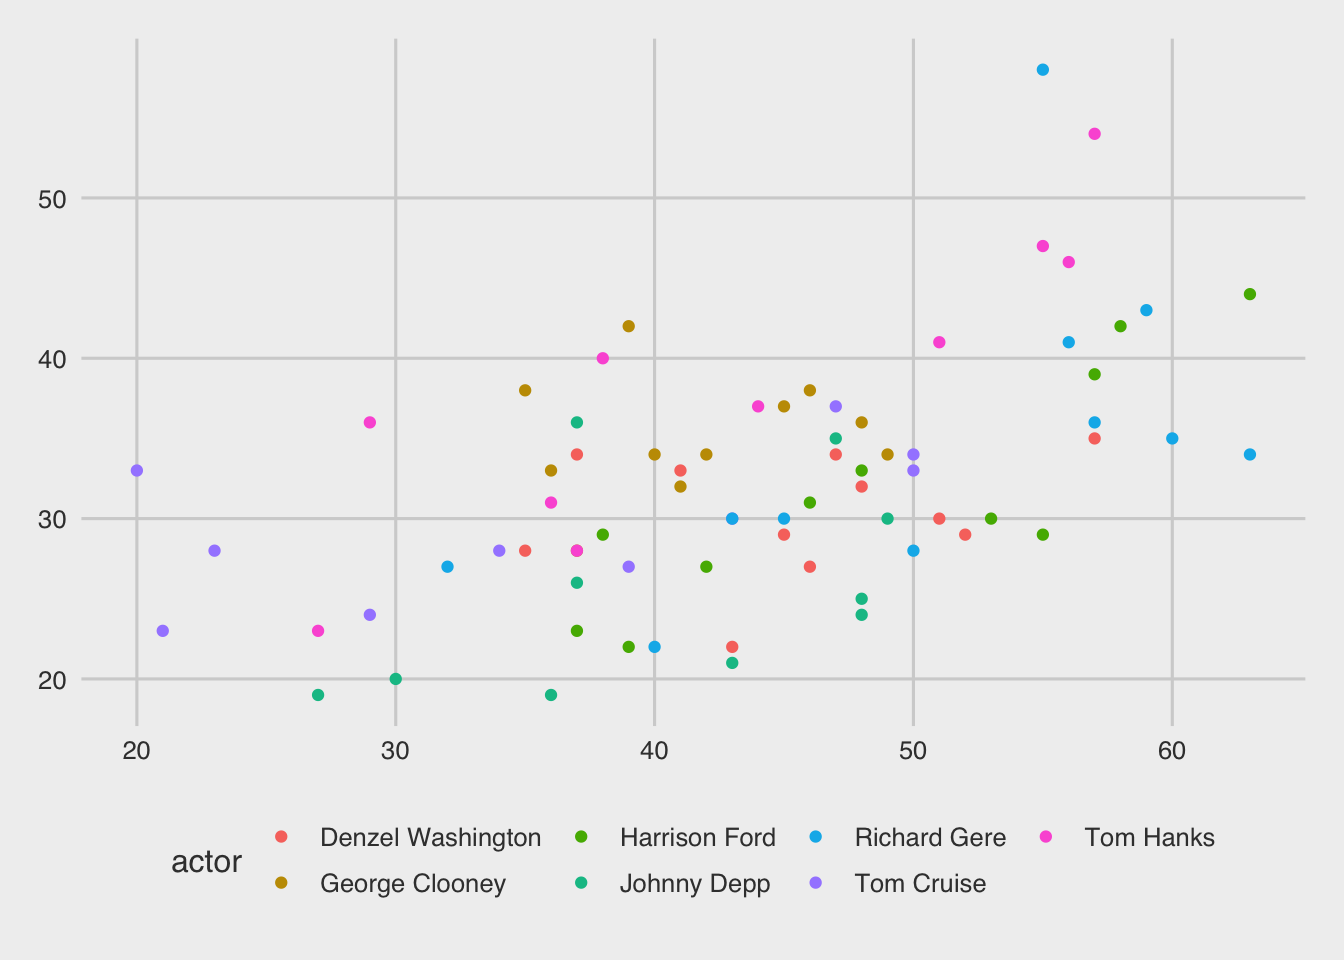 50
40
30
20
20 30 40 50 60
actor
Denzel Washington Harrison Ford Richard Gere Tom Hanks
George Clooney Johnny Depp Tom Cruise